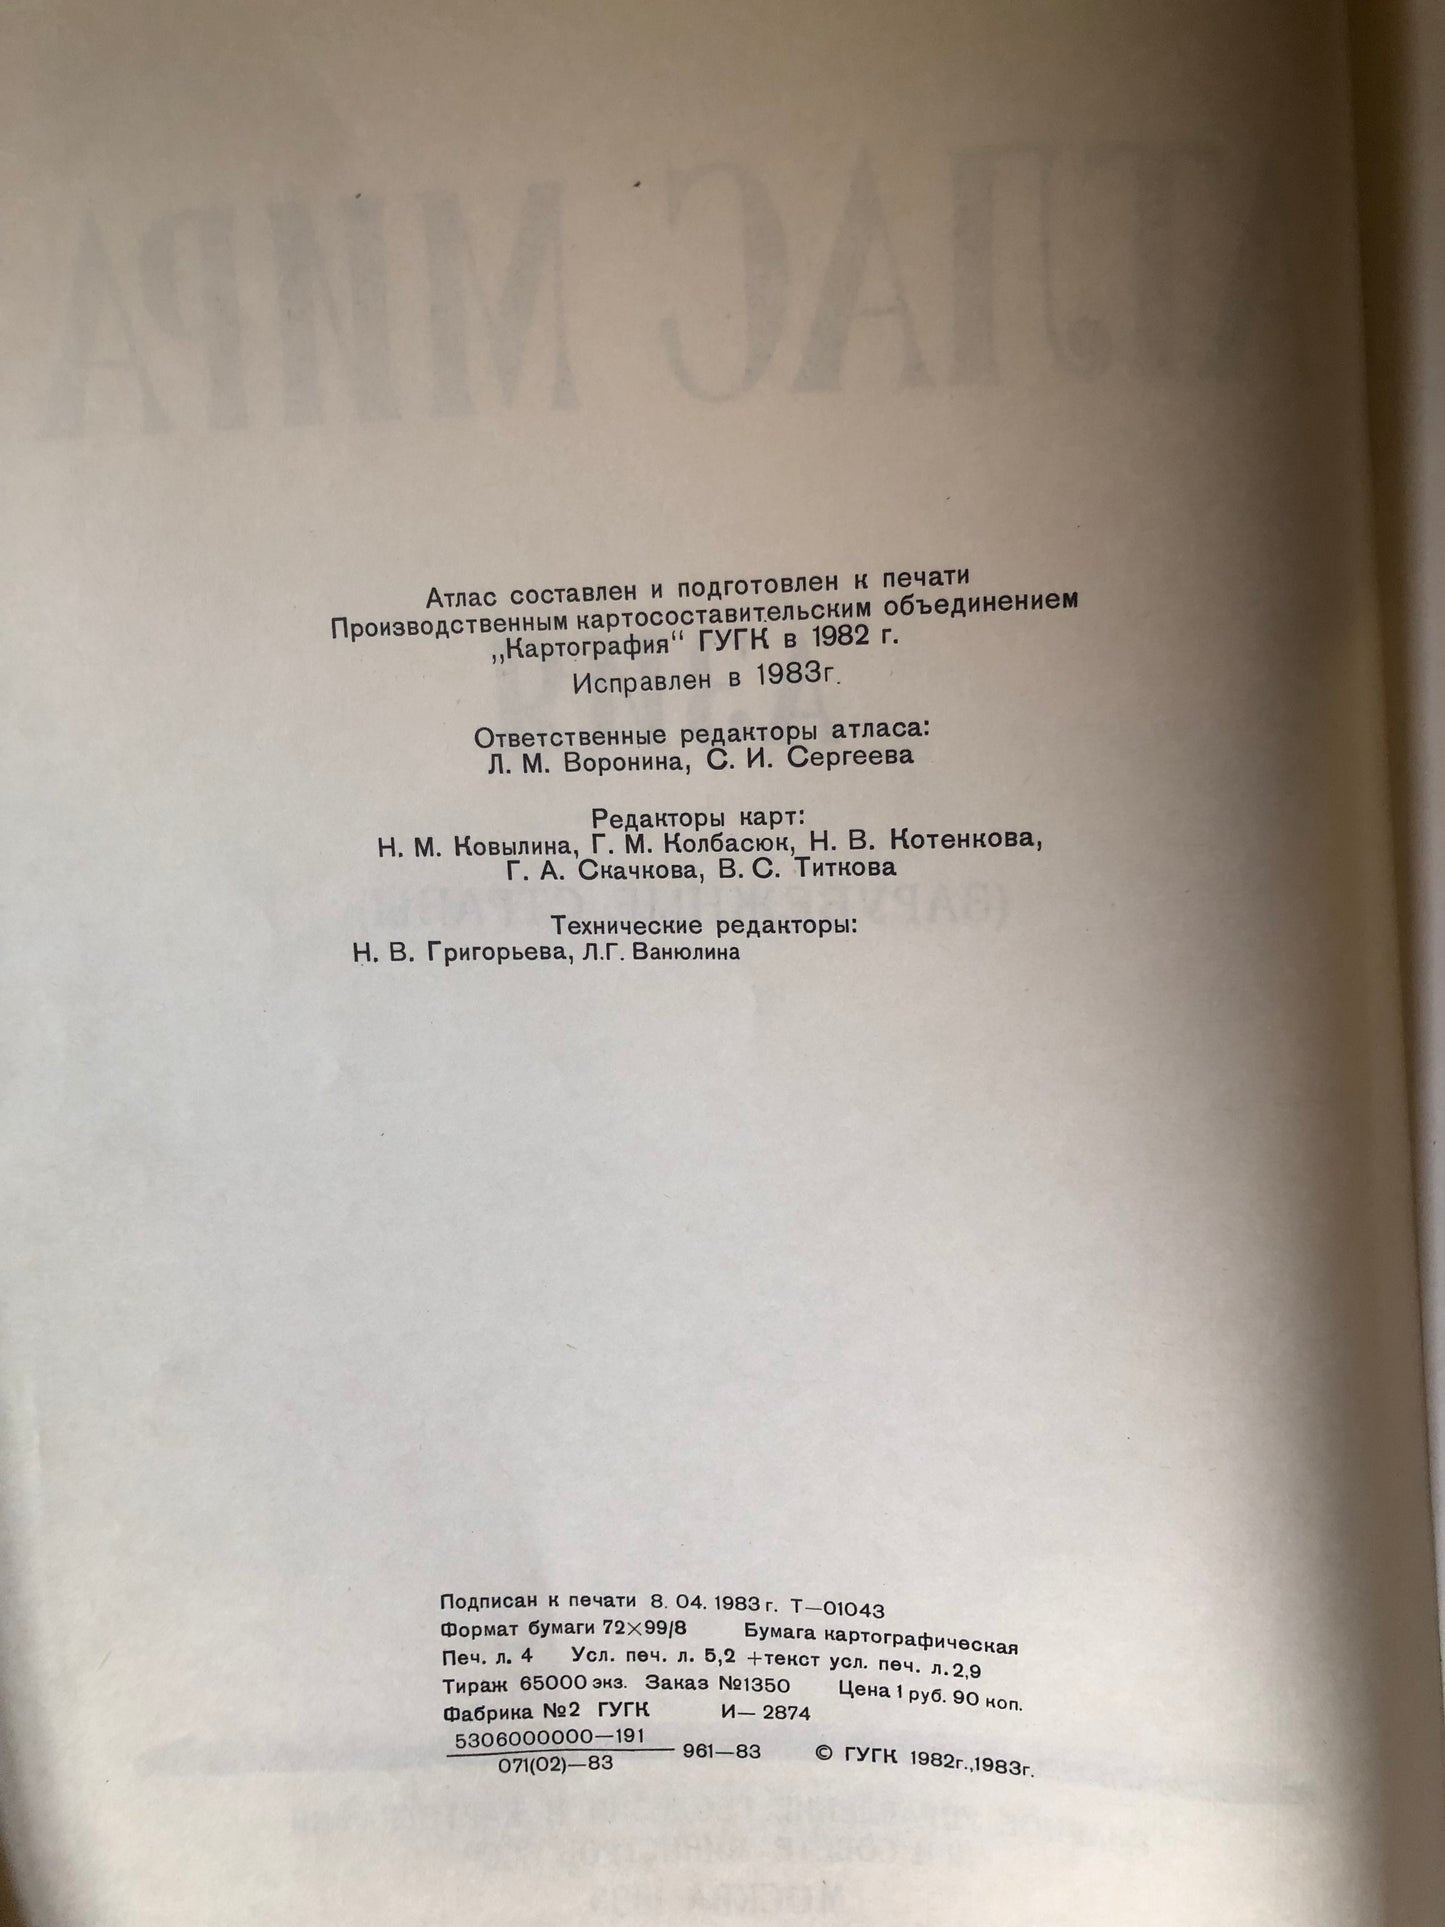 Атлас составлен и подготовлен к печати
Производственным картосоставительским объединением
„Картография“ ГУГК в 1982 г.
Исправлен в 1983г.
Ответственные редакторы атласа:
Л. М. Воронина, С. И. Сергеева
Редакторы карт:
Н. М. Ковылина, Г. М. Колбасюк, Н. В. Котенкова,
Г. А. Скачкова, В. С. Титкова
Технические редакторы:
Н. В. Григорьева, Л.Г. Ванюлина
Подписан к печати 8. 04. 1983 г. Т—01043
Формат бумаги 72×99/8 Бумага картографическая
Печ. л. 4 Усл. печ. л. 5,2 +текст усл. печ. л. 2,9
Тираж 65000 экз. Заказ №1350 Цена 1 руб. 90 коп.
Фабрика №2 ГУГК И— 2874
5306000000—191
071(02)—83
961—83 © ГУГК 1982г.,1983г.